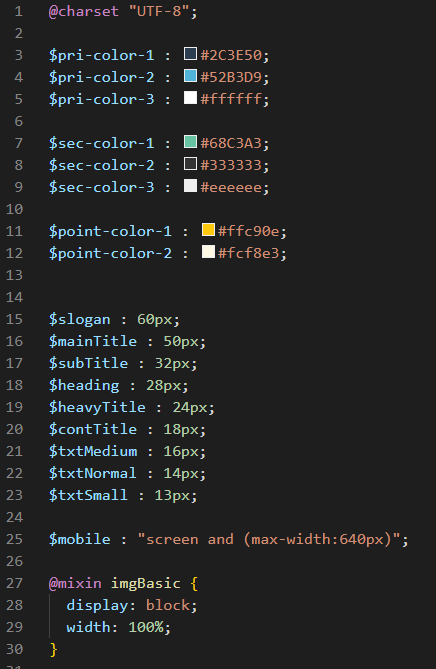 1 @charset "UTF-8";
2
3 $pri-color-1 : #2C3E50;
4 $pri-color-2 : #52B3D9;
5 $pri-color-3 : #ffffff;
6
7 $sec-color-1 : #68C3A3;
8 $sec-color-2 : #333333;
9 $sec-color-3 : #eeeeee;
10
11 $point-color-1 : #ffc90e;
12 $point-color-2 : #fcf8e3;
13
14
15 $slogan : 60px;
16 $mainTitle : 50px;
17 $subTitle : 32px;
18 $heading : 28px;
19 $heavyTitle : 24px;
20 $contTitle : 18px;
21 $txtMedium : 16px;
22 $txtNormal : 14px;
23 $txtSmall : 13px;
24
25 $mobile : "screen and (max-width:640px)";
26
27 @mixin imgBasic {
28 display: block;
29 width: 100%;
30 }